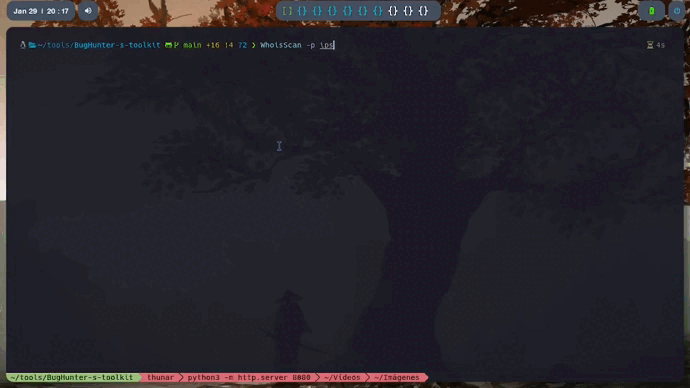 Jan 29 | 20:17
[] {} {} {} {} {} {} {} {} {}
~/tools/BugHunter-s-toolkit main +16 !4 ?2 ❯ WhoisScan -p ips 4s
~/tools/BugHunter-s-toolkit thunar python3 -m http.server 8080 ~/Vídeos ~/Imágenes